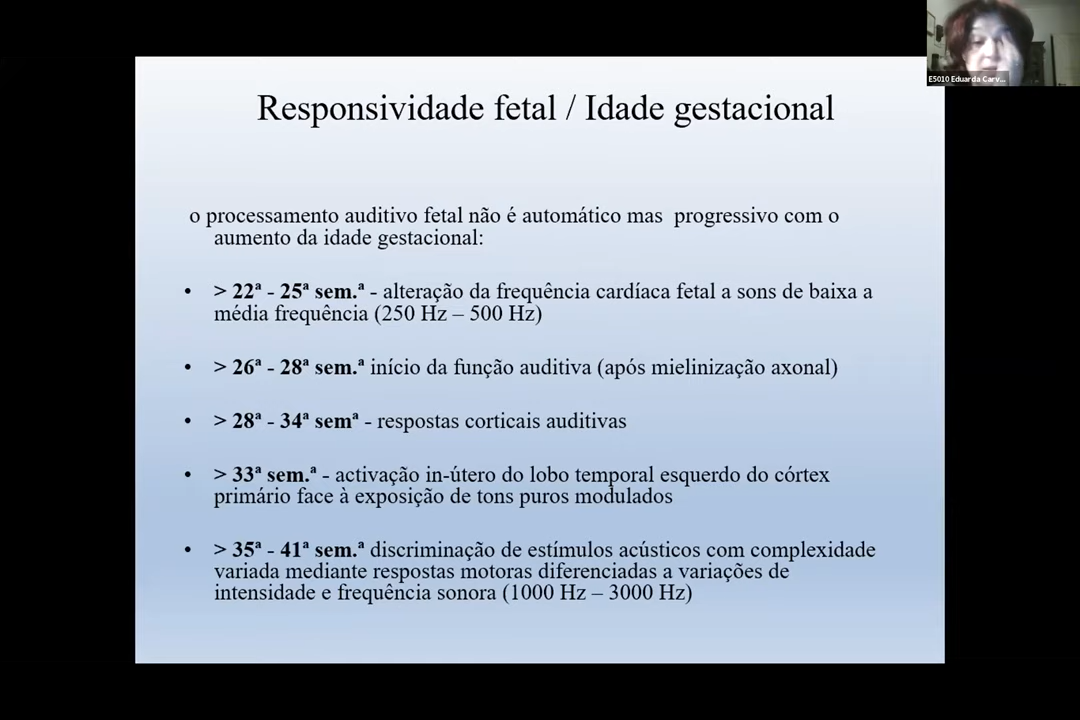 E5010 Eduarda Carv...
Responsividade fetal / Idade gestacional
o processamento auditivo fetal não é automático mas progressivo com o
aumento da idade gestacional:
• > 22ª - 25ª sem.ª - alteração da frequência cardíaca fetal a sons de baixa a
média frequência (250 Hz – 500 Hz)
• > 26ª - 28ª sem.ª início da função auditiva (após mielinização axonal)
• > 28ª - 34ª semª - respostas corticais auditivas
• > 33ª sem.ª - activação in-útero do lobo temporal esquerdo do córtex
primário face à exposição de tons puros modulados
• > 35ª - 41ª sem.ª discriminação de estímulos acústicos com complexidade
variada mediante respostas motoras diferenciadas a variações de
intensidade e frequência sonora (1000 Hz – 3000 Hz)